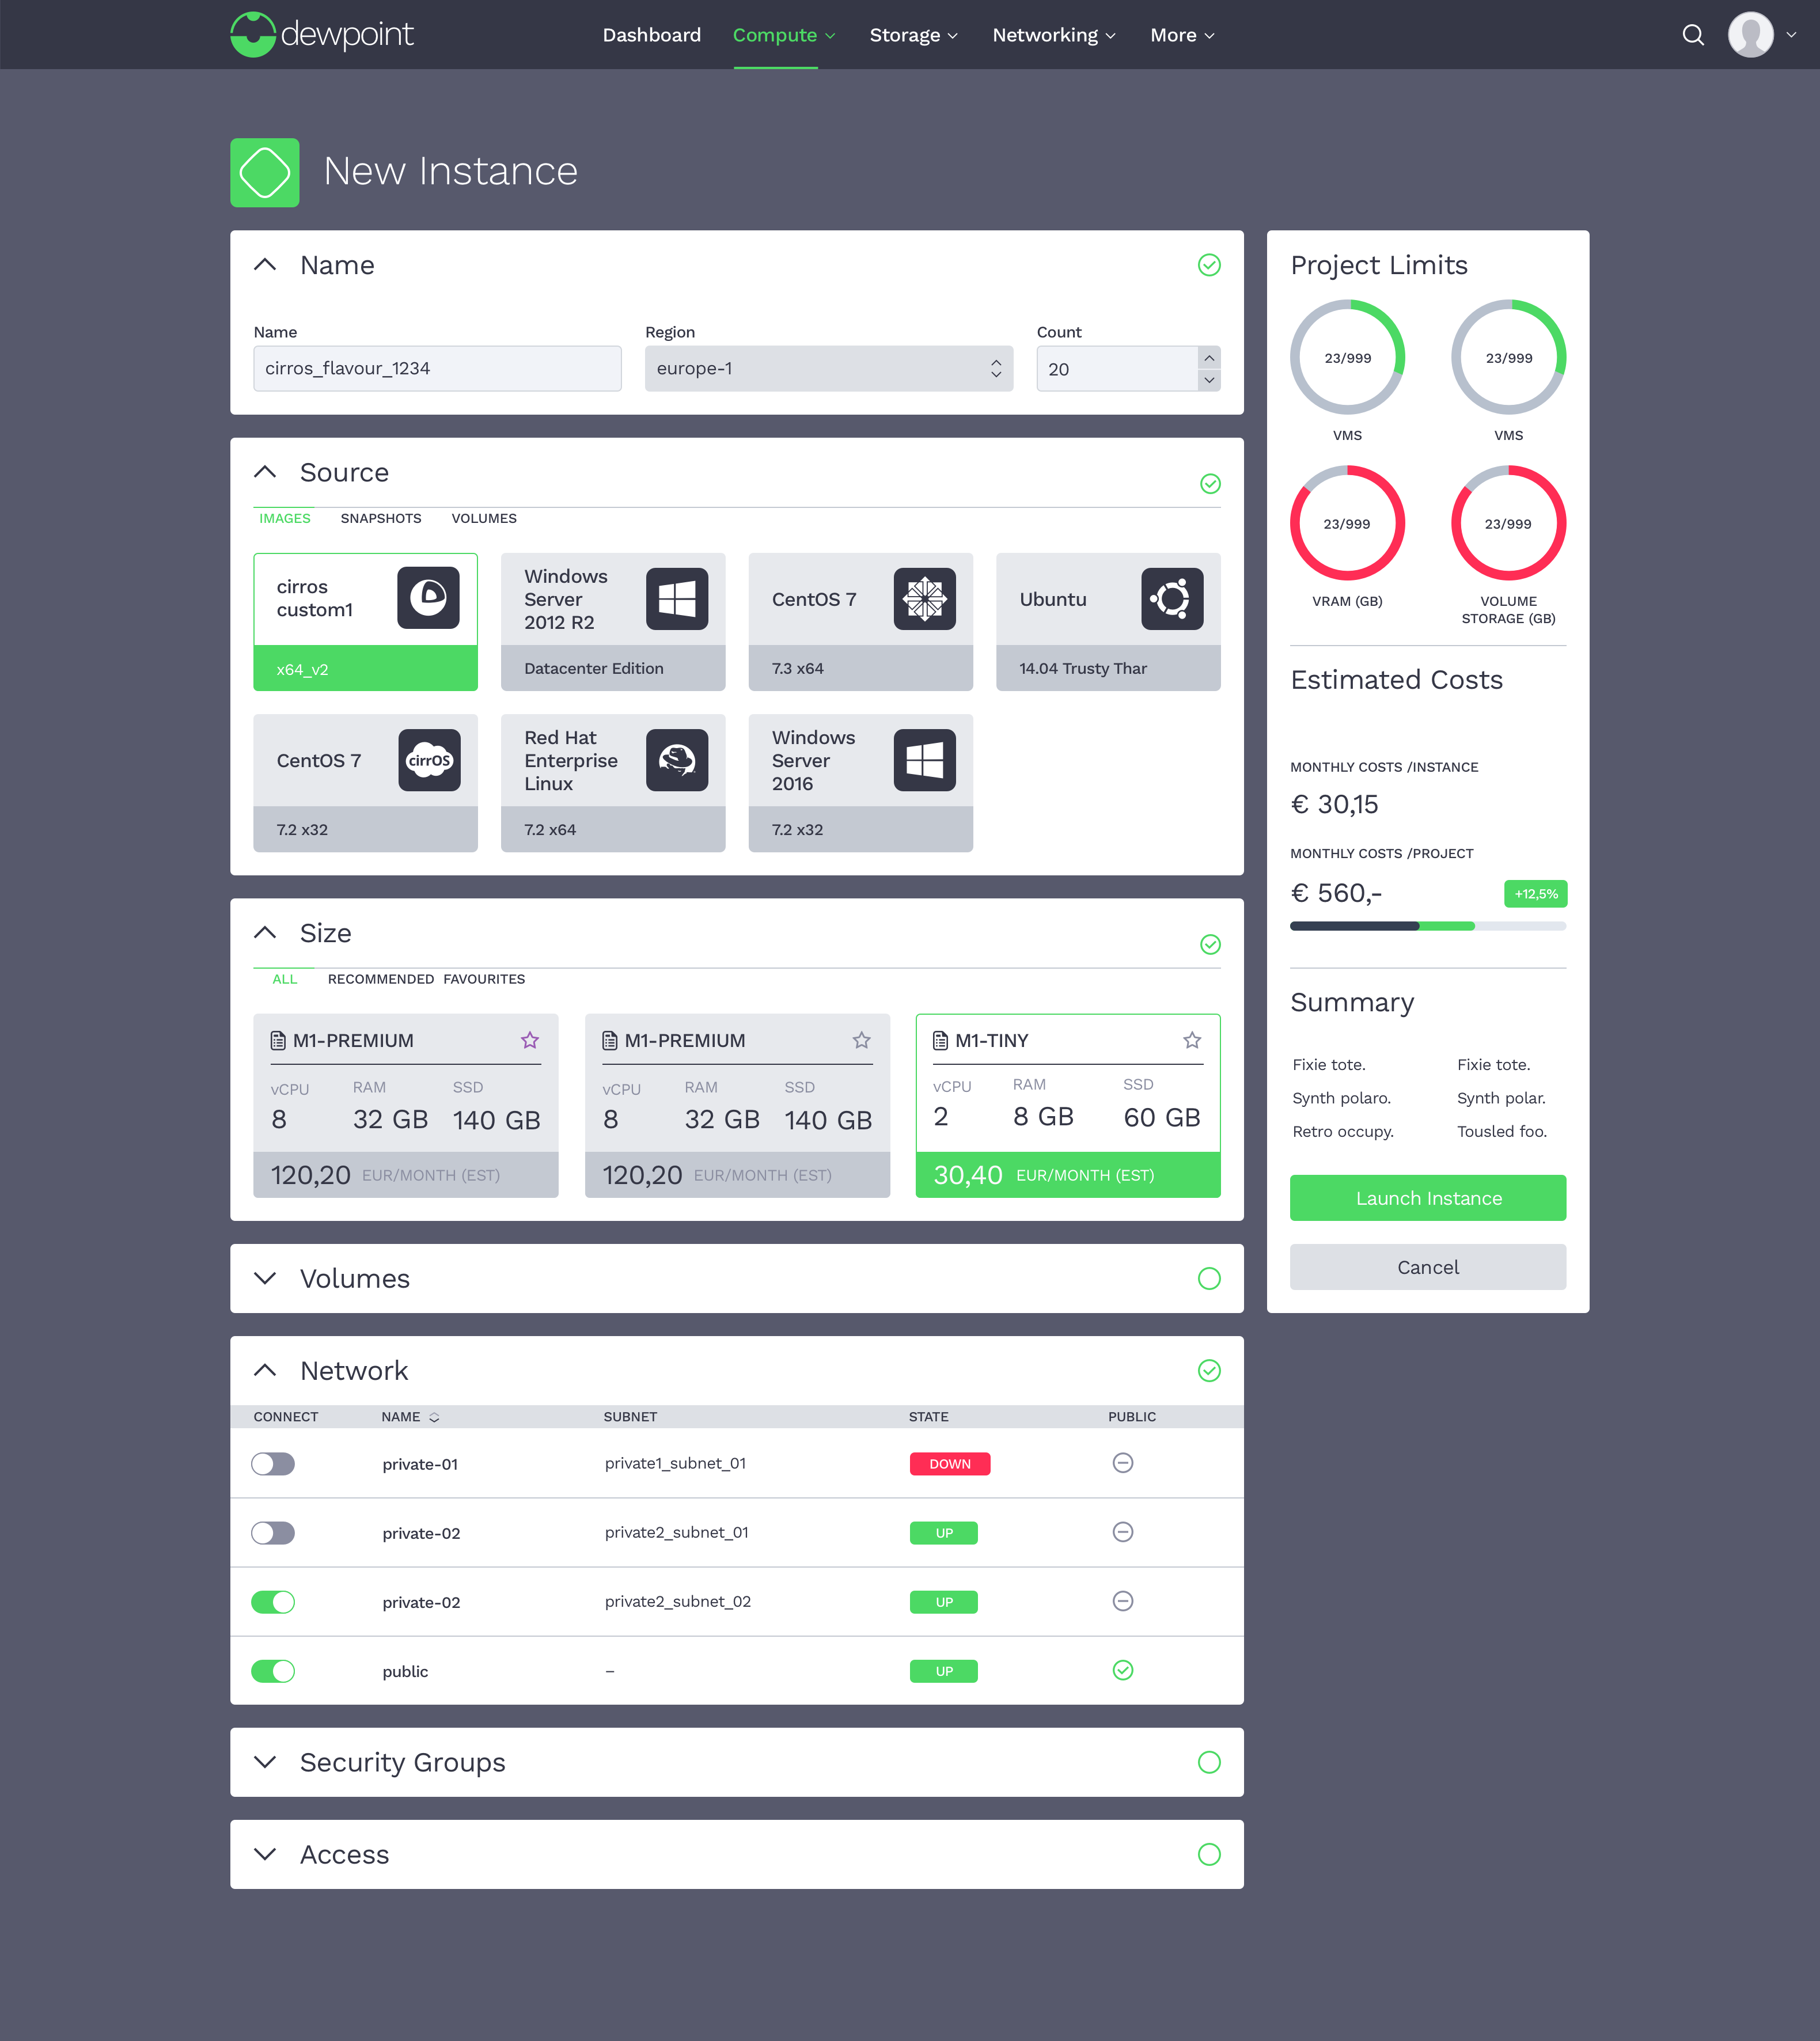 dewpoint
Dashboard
Compute
Storage
Networking
More
New Instance
Name
Name
Region
Count
cirros_flavour_1234
europe-1
20
Source
IMAGES
SNAPSHOTS
VOLUMES
cirros
custom1
x64_v2
Windows
Server
2012 R2
Datacenter Edition
CentOS 7
7.3 x64
Ubuntu
14.04 Trusty Thar
CentOS 7
cirrOS
7.2 x32
Red Hat
Enterprise
Linux
7.2 x64
Windows
Server
2016
7.2 x32
Size
ALL
RECOMMENDED
FAVOURITES
M1-PREMIUM
vCPU
RAM
SSD
8
32 GB
140 GB
120,20 EUR/MONTH (EST)
M1-PREMIUM
vCPU
RAM
SSD
8
32 GB
140 GB
120,20 EUR/MONTH (EST)
M1-TINY
vCPU
RAM
SSD
2
8 GB
60 GB
30,40 EUR/MONTH (EST)
Volumes
Network
CONNECT
NAME
SUBNET
STATE
PUBLIC
private-01
private1_subnet_01
DOWN
private-02
private2_subnet_01
UP
private-02
private2_subnet_02
UP
public
–
UP
Security Groups
Access
Project Limits
23/999
VMS
23/999
VMS
23/999
VRAM (GB)
23/999
VOLUME
STORAGE (GB)
Estimated Costs
MONTHLY COSTS /INSTANCE
€ 30,15
MONTHLY COSTS /PROJECT
€ 560,-
+12,5%
Summary
Fixie tote.
Fixie tote.
Synth polaro.
Synth polar.
Retro occupy.
Tousled foo.
Launch Instance
Cancel